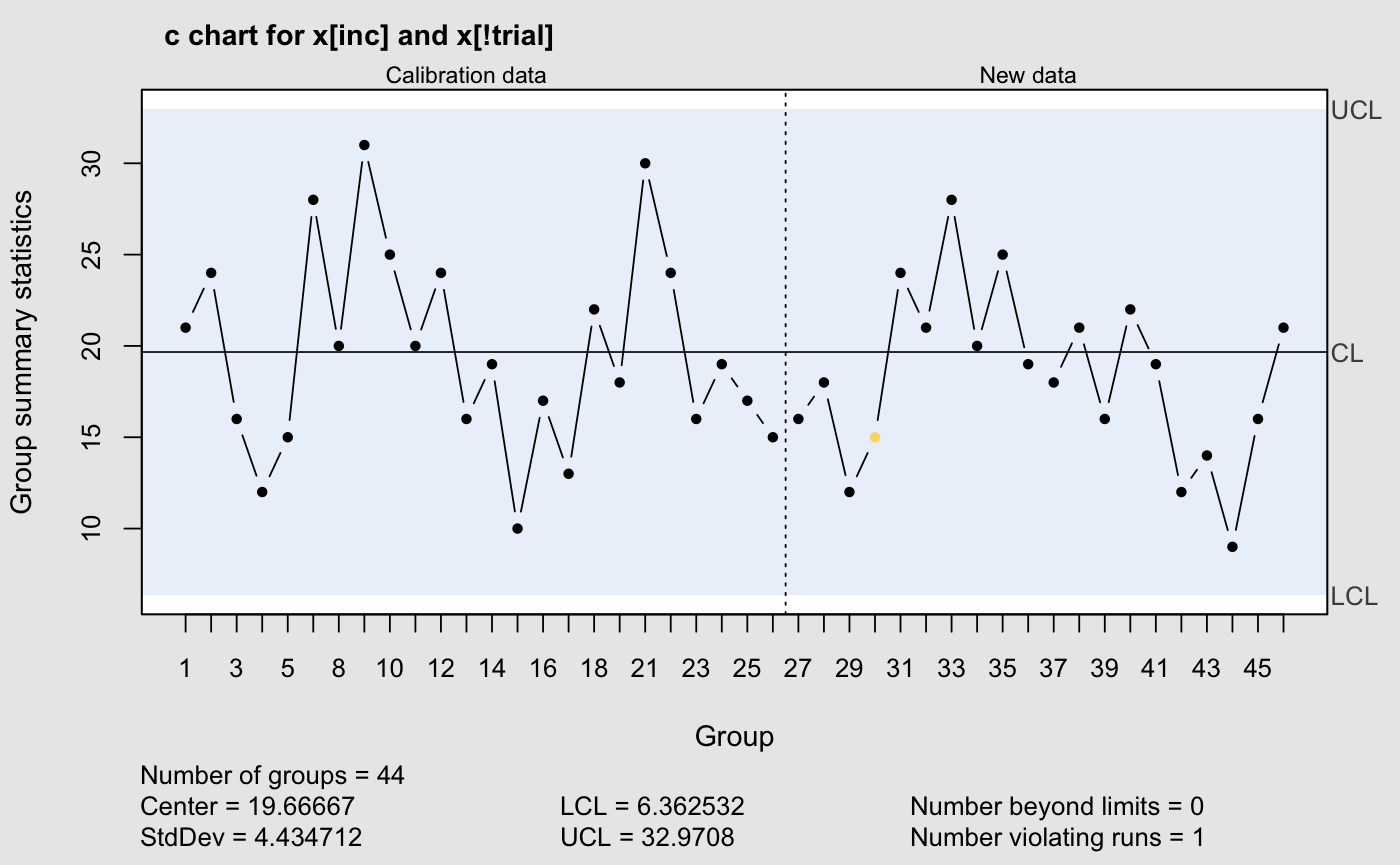 c chart for x[inc] and x[!trial]
Calibration data New data
UCL
30
25
20
15
10
Group summary statistics
CL
LCL
1 3 5 8 10 12 14 16 18 21 23 25 27 29 31 33 35 37 39 41 43 45
Group
Number of groups = 44
Center = 19.66667 LCL = 6.362532 Number beyond limits = 0
StdDev = 4.434712 UCL = 32.9708 Number violating runs = 1